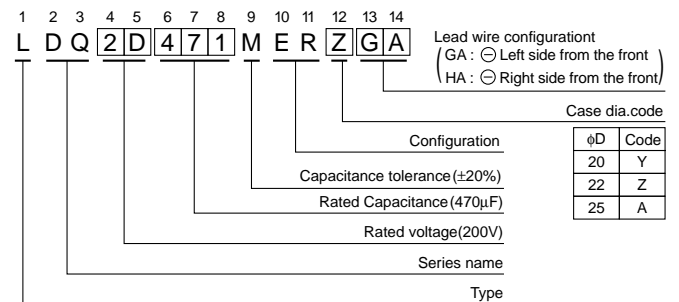 1 2 3 4 5 6 7 8 9 10 11 12 13 14
L D Q 2 D 4 7 1 M E R Z G A
Lead wire configurationt
( GA : ⊖ Left side from the front
HA : ⊖ Right side from the front )
Case dia.code
ϕD Code
20 Y
22 Z
25 A
Configuration
Capacitance tolerance (±20%)
Rated Capacitance (470µF)
Rated voltage (200V)
Series name
Type